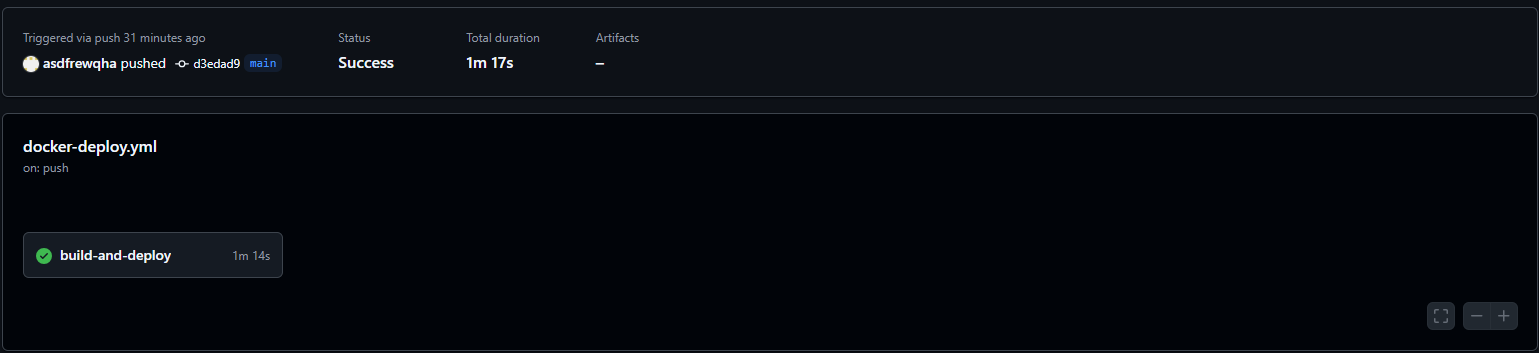 Triggered via push 31 minutes ago
asdfrewqha pushed d3edad9 main
Status
Success
Total duration
1m 17s
Artifacts
–
docker-deploy.yml
on: push
build-and-deploy 1m 14s